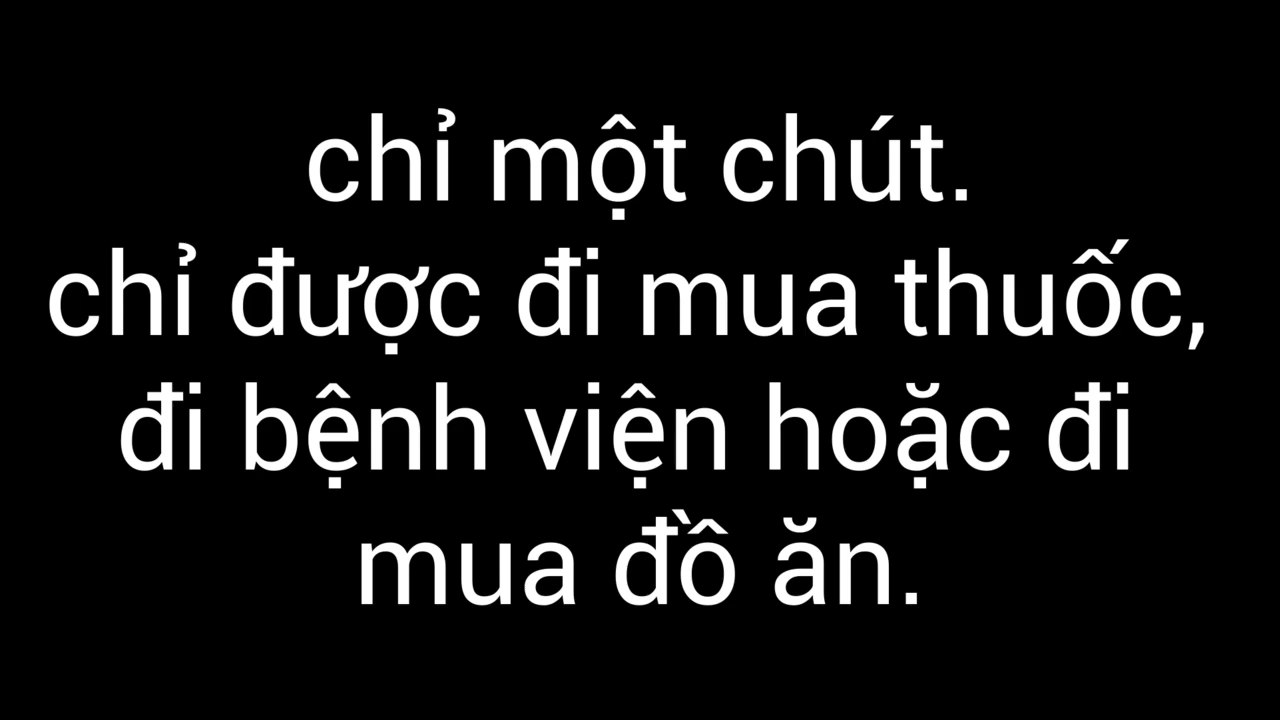 chỉ một chút.
chỉ được đi mua thuốc,
đi bệnh viện hoặc đi
mua đồ ăn.